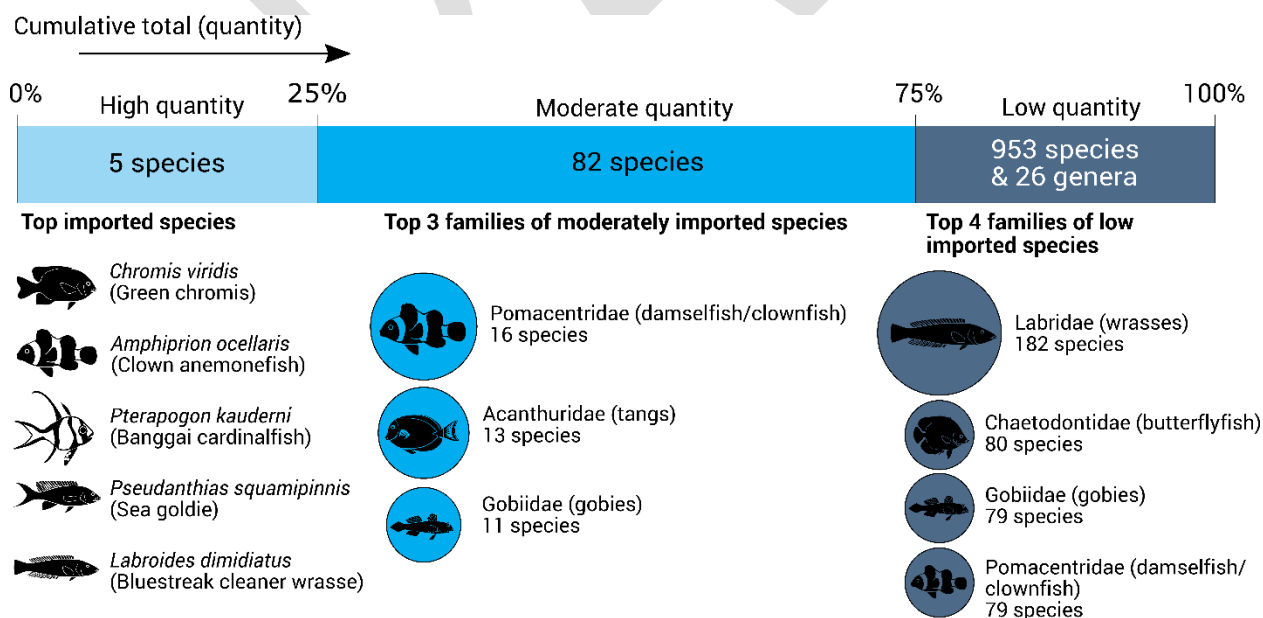 Cumulative total (quantity)
0%
High quantity
25%
Moderate quantity
75%
Low quantity
100%
5 species
82 species
953 species
& 26 genera
Top imported species
Chromis viridis
(Green chromis)
Amphiprion ocellaris
(Clown anemonefish)
Pterapogon kauderni
(Banggai cardinalfish)
Pseudanthias squamipinnis
(Sea goldie)
Labroides dimidiatus
(Bluestreak cleaner wrasse)
Top 3 families of moderately imported species
Pomacentridae (damselfish/clownfish)
16 species
Acanthuridae (tangs)
13 species
Gobiidae (gobies)
11 species
Top 4 families of low
imported species
Labridae (wrasses)
182 species
Chaetodontidae (butterflyfish)
80 species
Gobiidae (gobies)
79 species
Pomacentridae (damselfish/
clownfish)
79 species